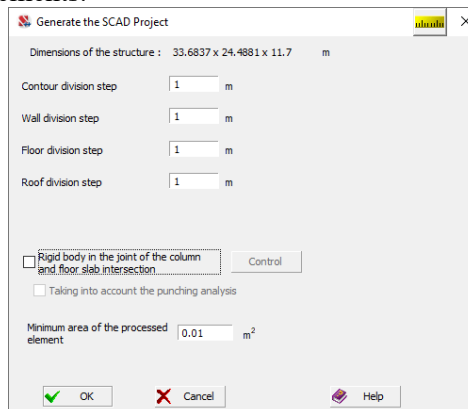 Generate the SCAD Project
Dimensions of the structure : 33.6837 x 24.4881 x 11.7 m
Contour division step 1 m
Wall division step 1 m
Floor division step 1 m
Roof division step 1 m
Rigid body in the joint of the column
and floor slab intersection
Control
Taking into account the punching analysis
Minimum area of the processed
element
0.01 m²
OK Cancel Help